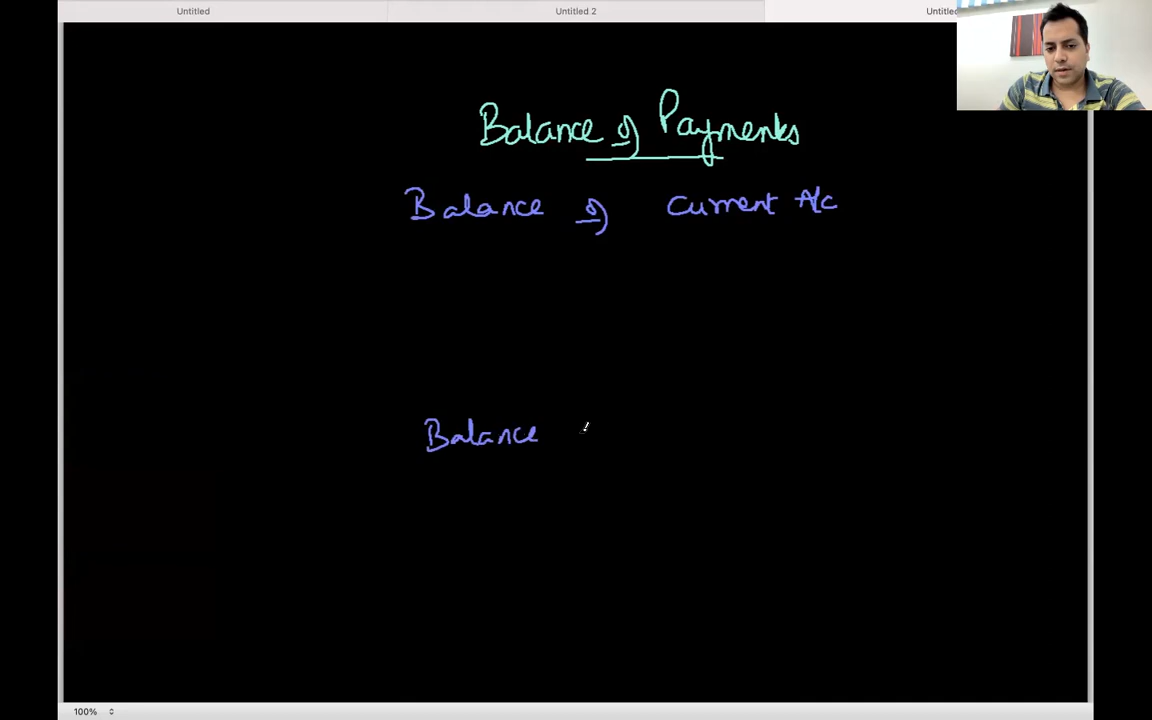 Untitled
Untitled 2
Untitled
Balance of Payments
Balance of Current A/c
Balance
100%